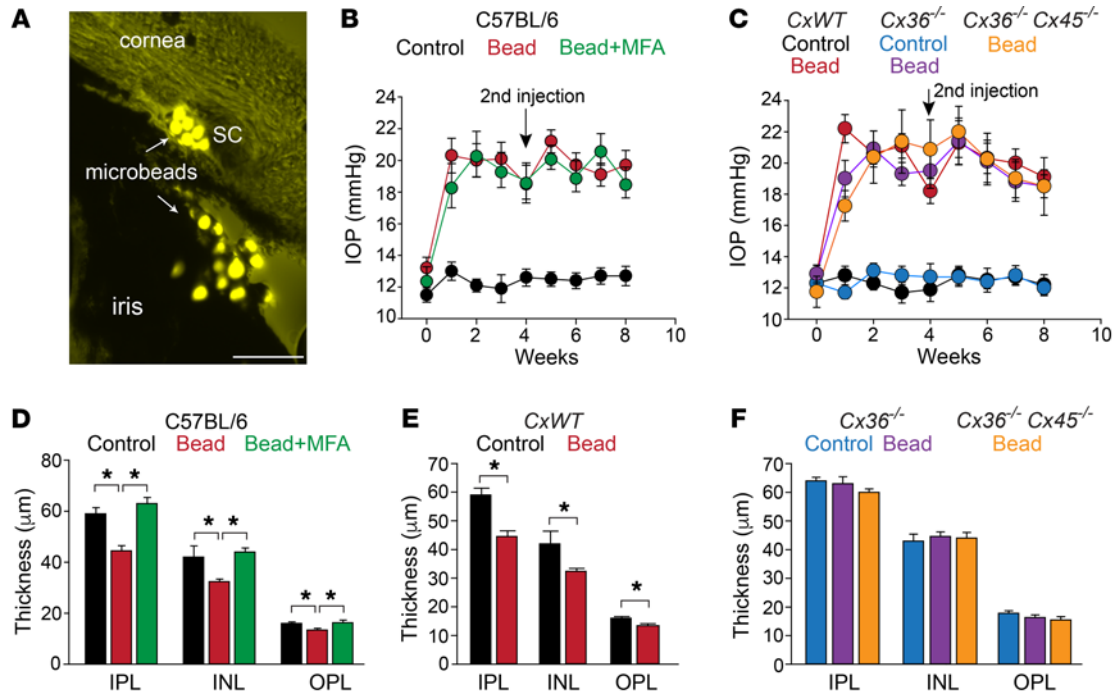 A
cornea
SC
microbeads
iris
B
C57BL/6
Control Bead Bead+MFA
2nd injection
IOP (mmHg)
24
22
20
18
16
14
12
10
0 2 4 6 8 10
Weeks
C
CxWT Cx36-/- Cx36-/- Cx45-/-
Control Control Bead
Bead Bead
2nd injection
IOP (mmHg)
24
22
20
18
16
14
12
10
0 2 4 6 8 10
Weeks
D
C57BL/6
Control Bead Bead+MFA
Thickness (μm)
80
60
40
20
0
* * * * * *
IPL INL OPL
E
CxWT
Control Bead
Thickness (μm)
70
60
50
40
30
20
10
0
* * *
IPL INL OPL
F
Cx36-/- Cx36-/- Cx45-/-
Control Bead Bead
Thickness (μm)
70
60
50
40
30
20
10
0
IPL INL OPL